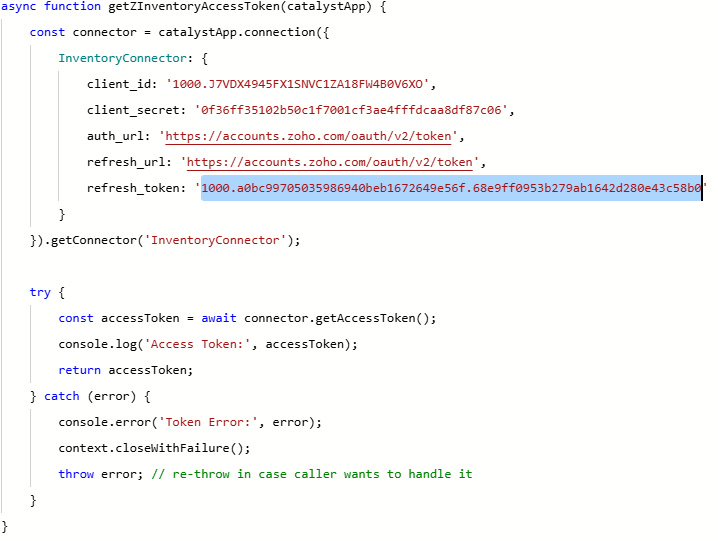 async function getZInventoryAccessToken(catalystApp) {
const connector = catalystApp.connection({
InventoryConnector: {
client_id: '1000.J7VDX4945FX1SNVC1ZA18FW4B0V6XO',
client_secret: '0f36ff35102b50c1f7001cf3ae4fffdcaa8df87c06',
auth_url: 'https://accounts.zoho.com/oauth/v2/token',
refresh_url: 'https://accounts.zoho.com/oauth/v2/token',
refresh_token: '1000.a0bc99705035986940beb1672649e56f.68e9ff0953b279ab1642d280e43c58b0'
}
}).getConnector('InventoryConnector');
try {
const accessToken = await connector.getAccessToken();
console.log('Access Token:', accessToken);
return accessToken;
} catch (error) {
console.error('Token Error:', error);
context.closeWithFailure();
throw error; // re-throw in case caller wants to handle it
}
}